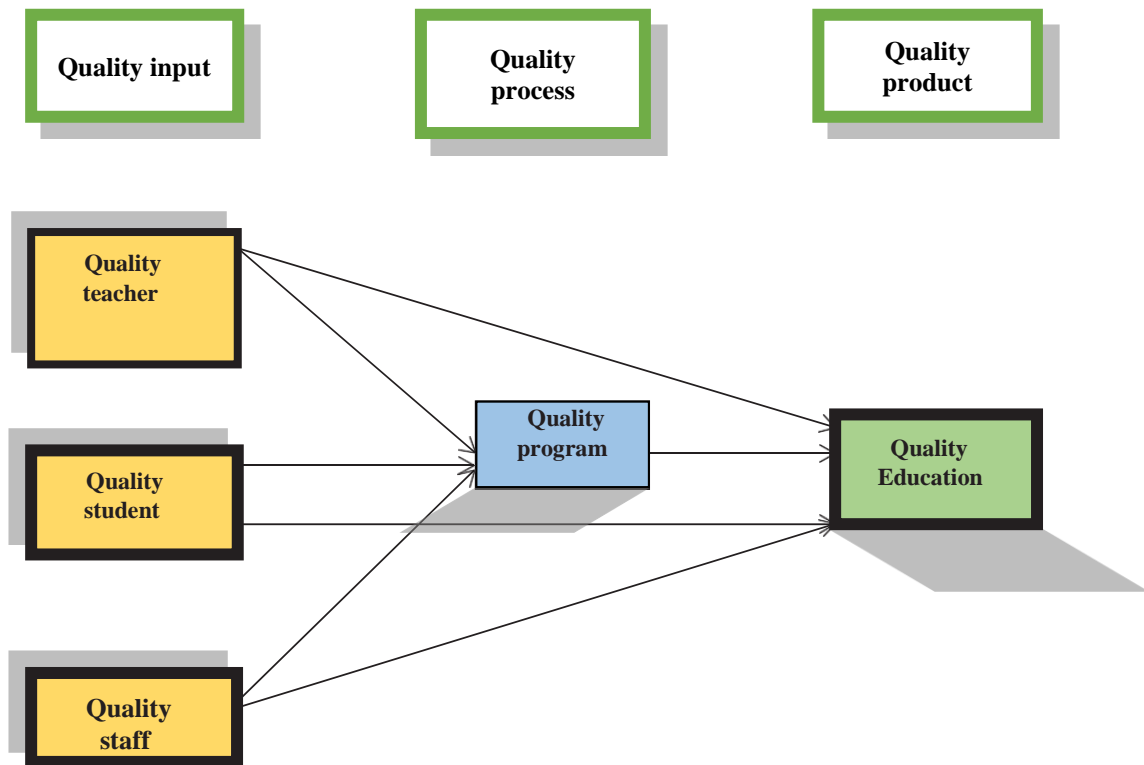 Quality input
Quality
process
Quality
product
Quality
teacher
Quality
program
Quality
Education
Quality
student
Quality
staff